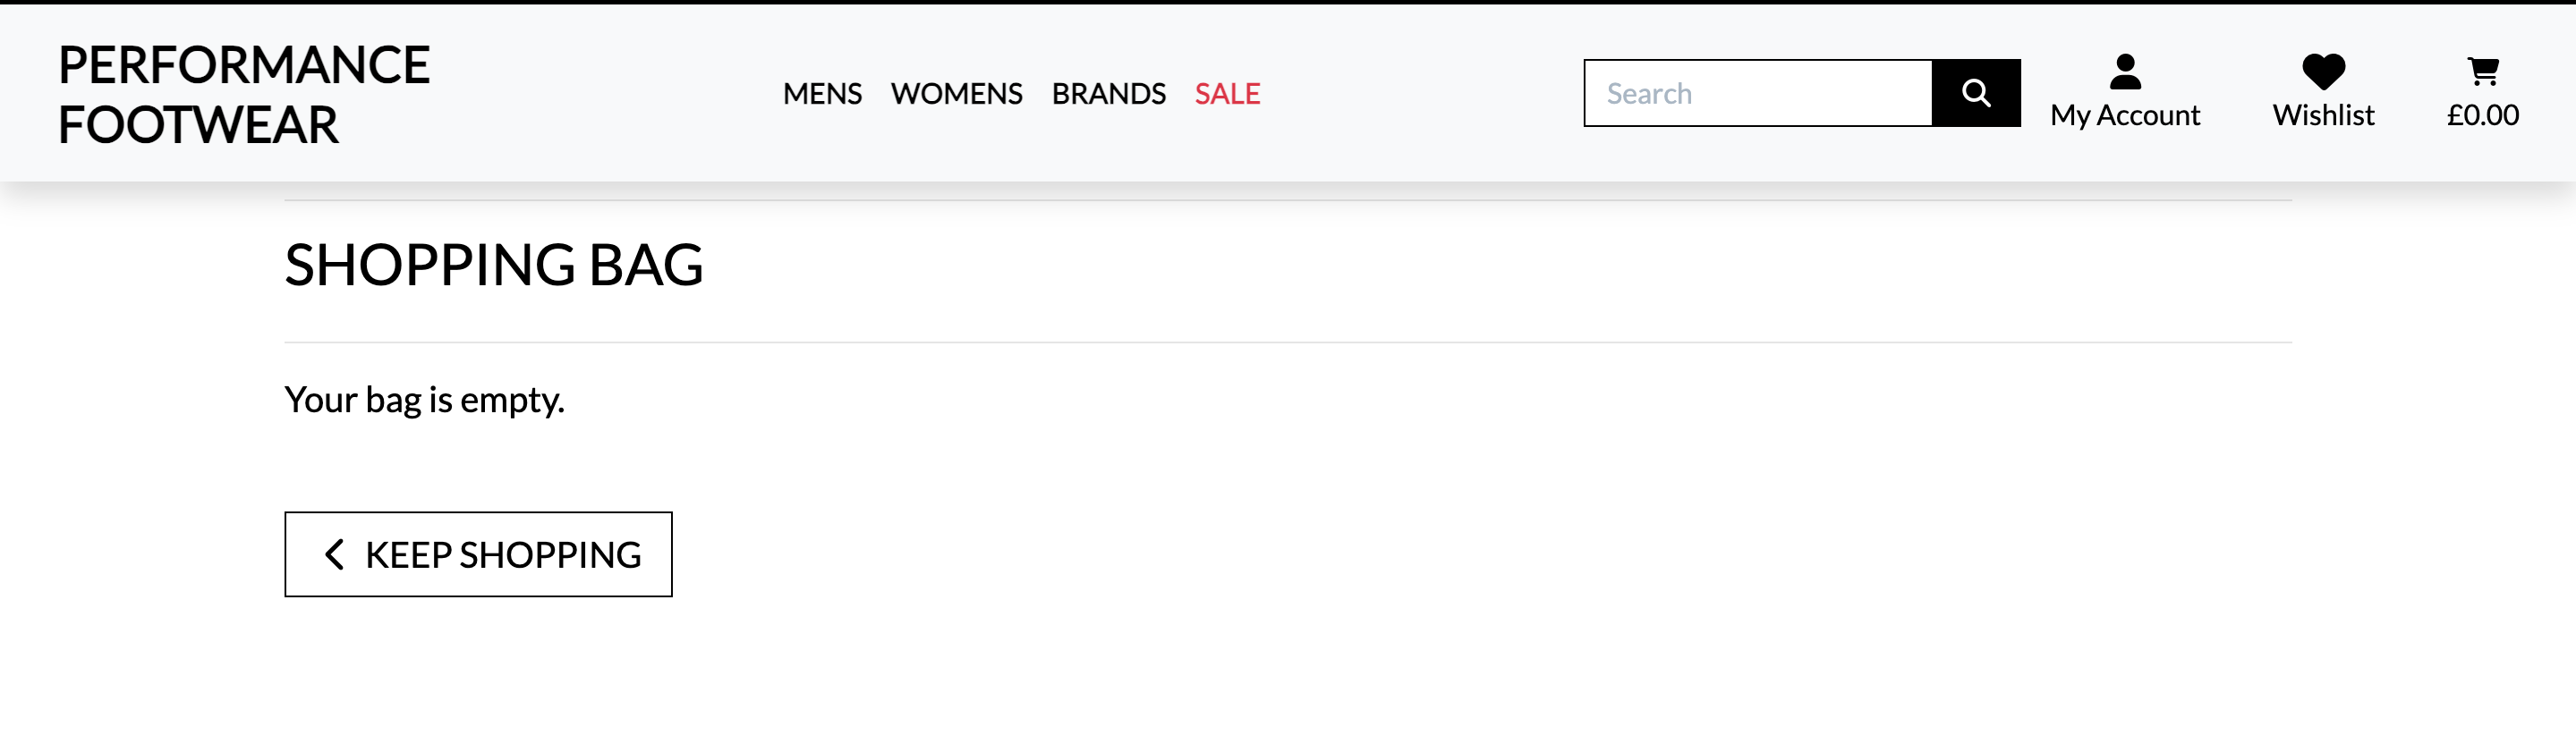 PERFORMANCE
FOOTWEAR
MENS WOMENS BRANDS SALE
Search
My Account
Wishlist
£0.00
SHOPPING BAG
Your bag is empty.
KEEP SHOPPING